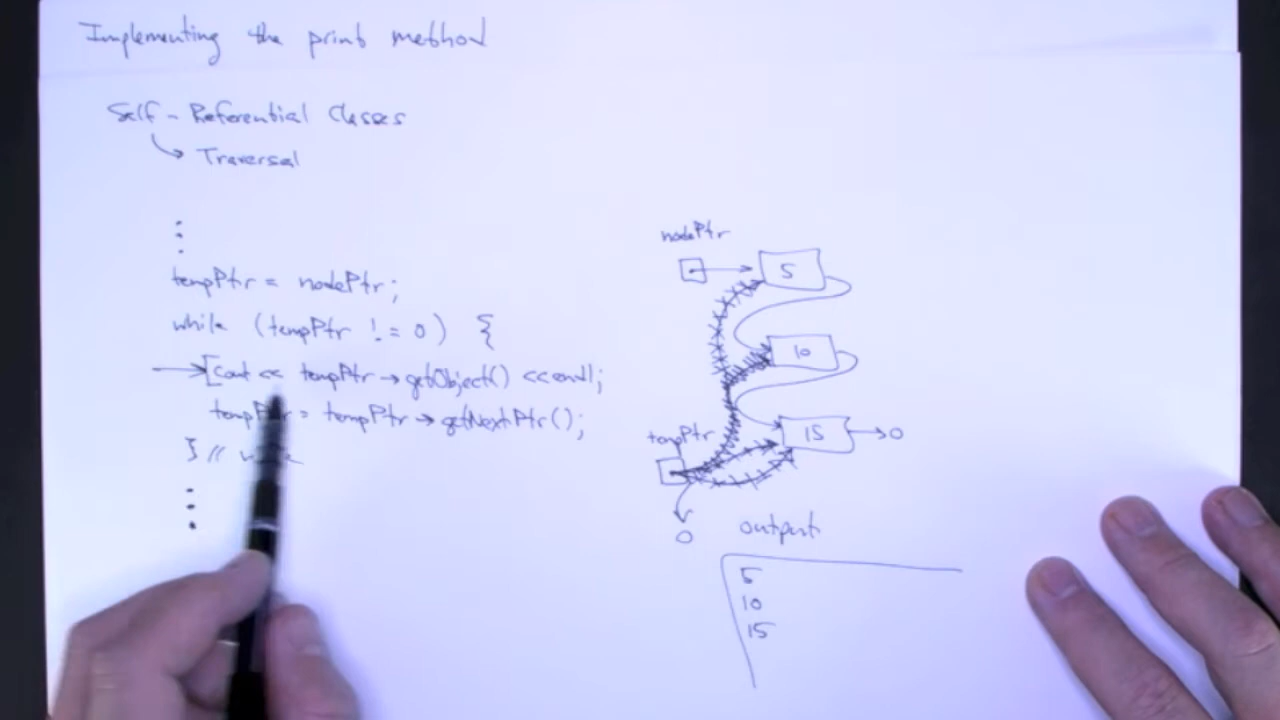 Implementing the print method
Self-Referential Classes
Traversal
tempPtr = nodePtr;
while (tempPtr != 0) {
[cout << tempPtr→getObject() <<endl;
tempPtr = tempPtr→getNextPtr();
} //
nodePtr
5
10
15 → 0
tempPtr
0
output
5
10
15